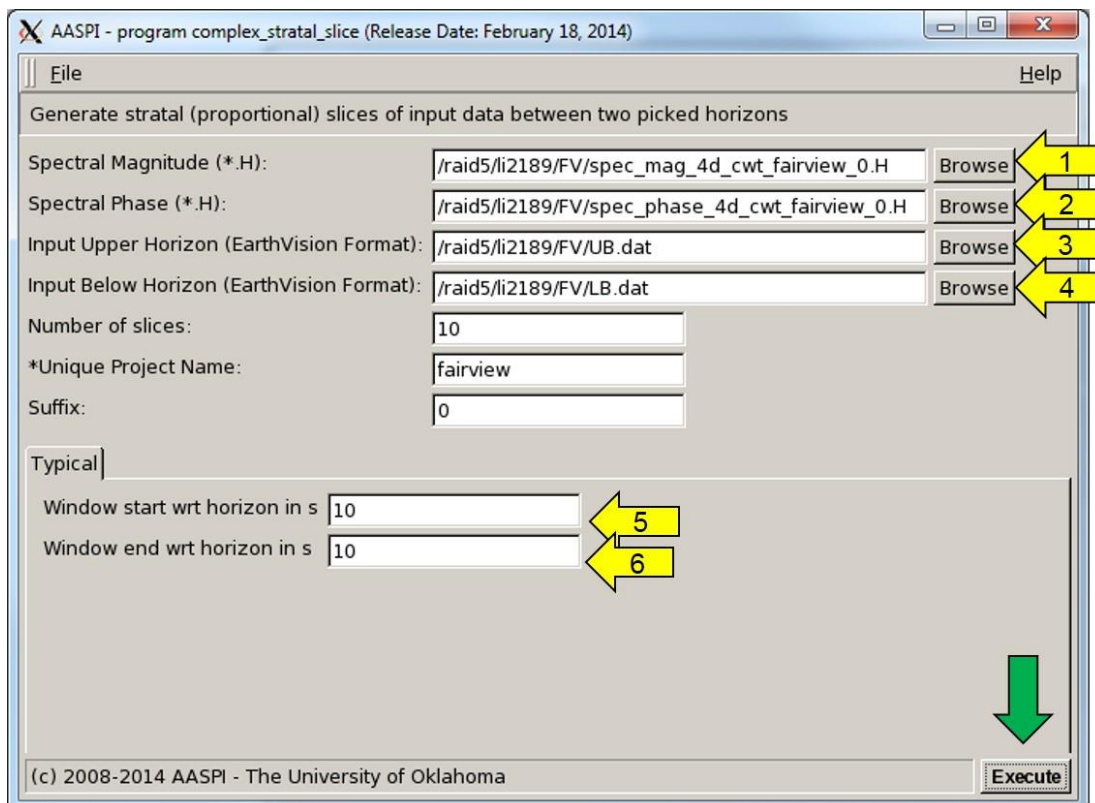 AASPI - program complex_stratal_slice (Release Date: February 18, 2014)
File Help
Generate stratal (proportional) slices of input data between two picked horizons
Spectral Magnitude (*.H): /raid5/li2189/FV/spec_mag_4d_cwt_fairview_0.H Browse 1
Spectral Phase (*.H): /raid5/li2189/FV/spec_phase_4d_cwt_fairview_0.H Browse 2
Input Upper Horizon (EarthVision Format): /raid5/li2189/FV/UB.dat Browse 3
Input Below Horizon (EarthVision Format): /raid5/li2189/FV/LB.dat Browse 4
Number of slices: 10
*Unique Project Name: fairview
Suffix: 0
Typical
Window start wrt horizon in s 10 5
Window end wrt horizon in s 10 6
(c) 2008-2014 AASPI - The University of Oklahoma Execute